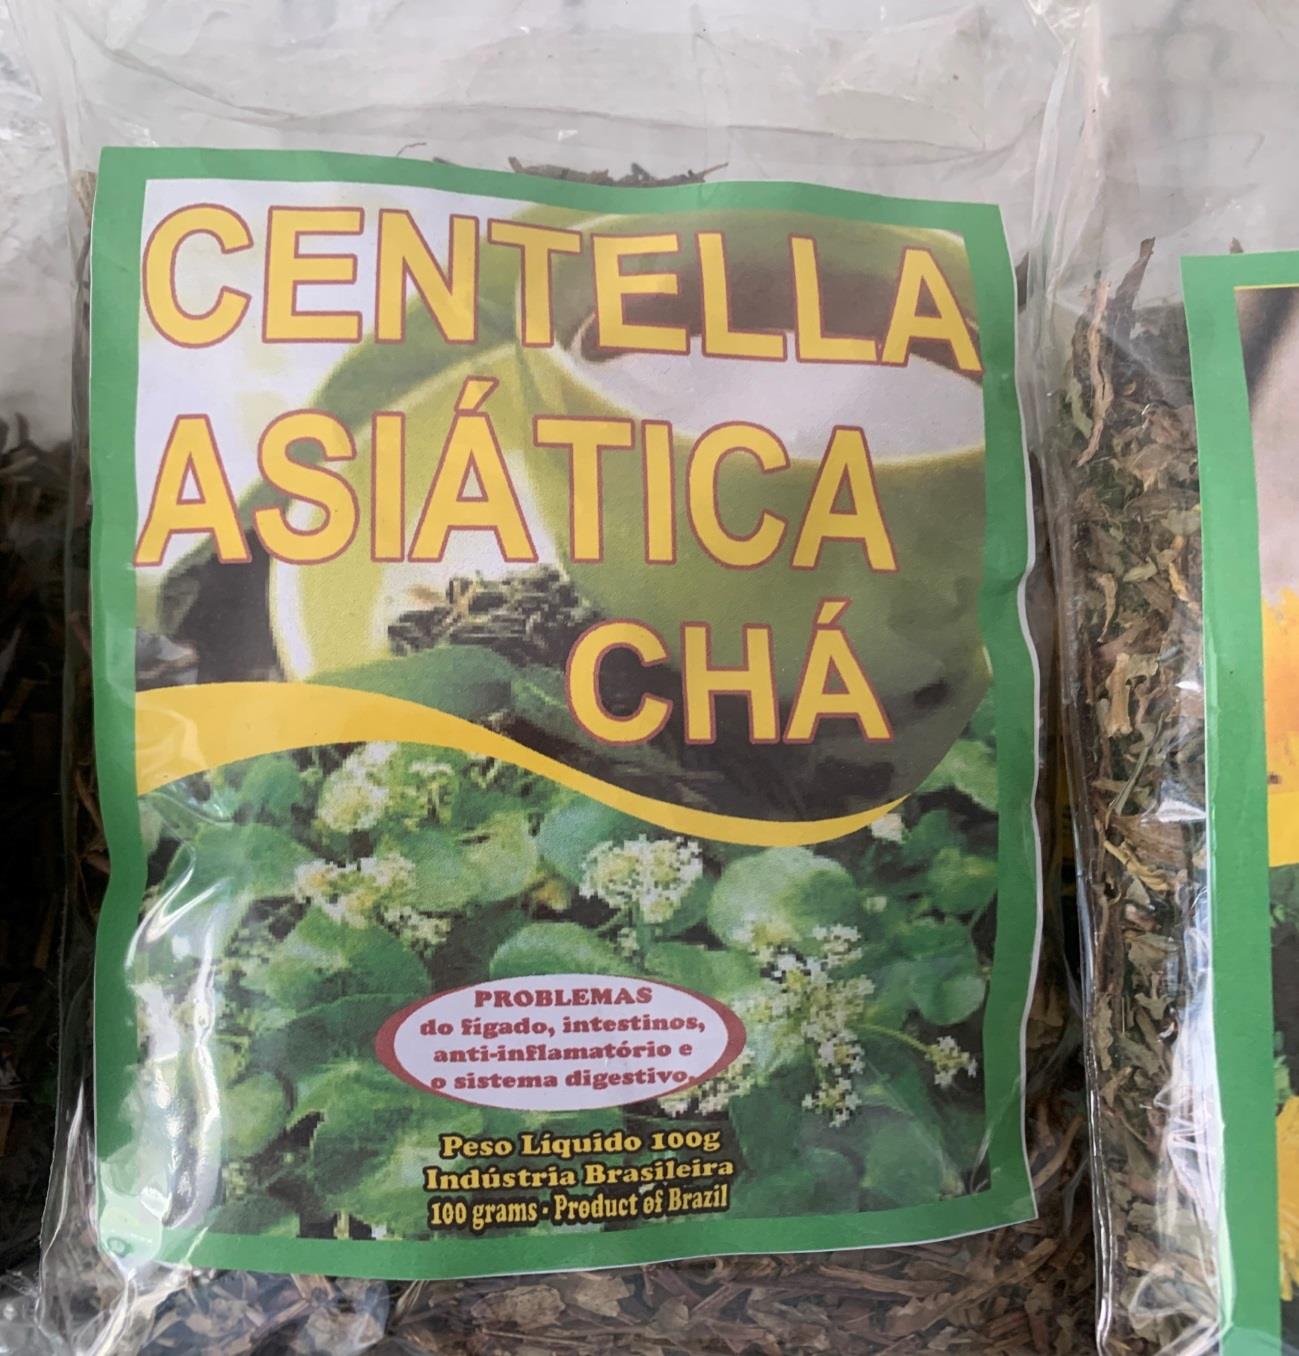 CENTELLA
ASIÁTICA
CHÁ
PROBLEMAS
do fígado, intestinos,
anti-inflamatório e
o sistema digestivo.
Peso Líquido 100g
Indústria Brasileira
100 grams - Product of Brazil